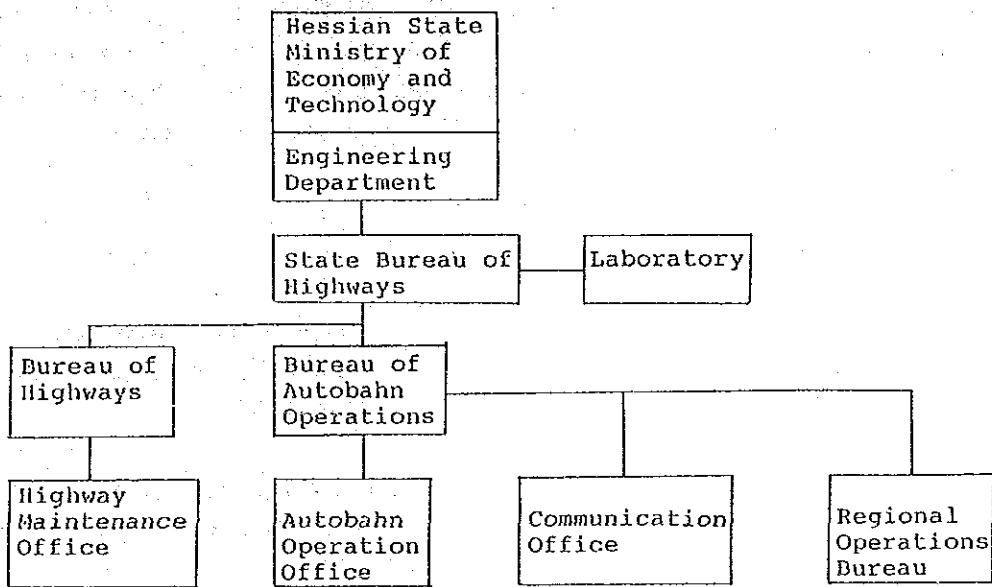 Hessian State
Ministry of
Economy and
Technology
Engineering
Department
State Bureau of
Highways
Laboratory
Bureau of
Highways
Bureau of
Autobahn
Operations
Highway
Maintenance
Office
Autobahn
Operation
Office
Communication
Office
Regional
Operations
Bureau